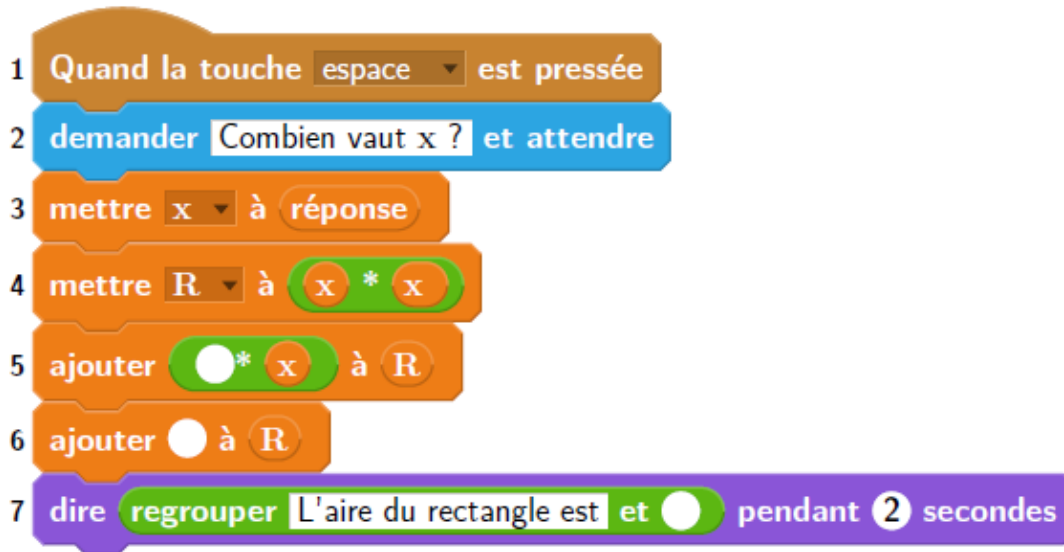 1 Quand la touche espace est pressée
2 demander Combien vaut x ? et attendre
3 mettre x à réponse
4 mettre R à x * x
5 ajouter * x à R
6 ajouter à R
7 dire regrouper L'aire du rectangle est et pendant 2 secondes